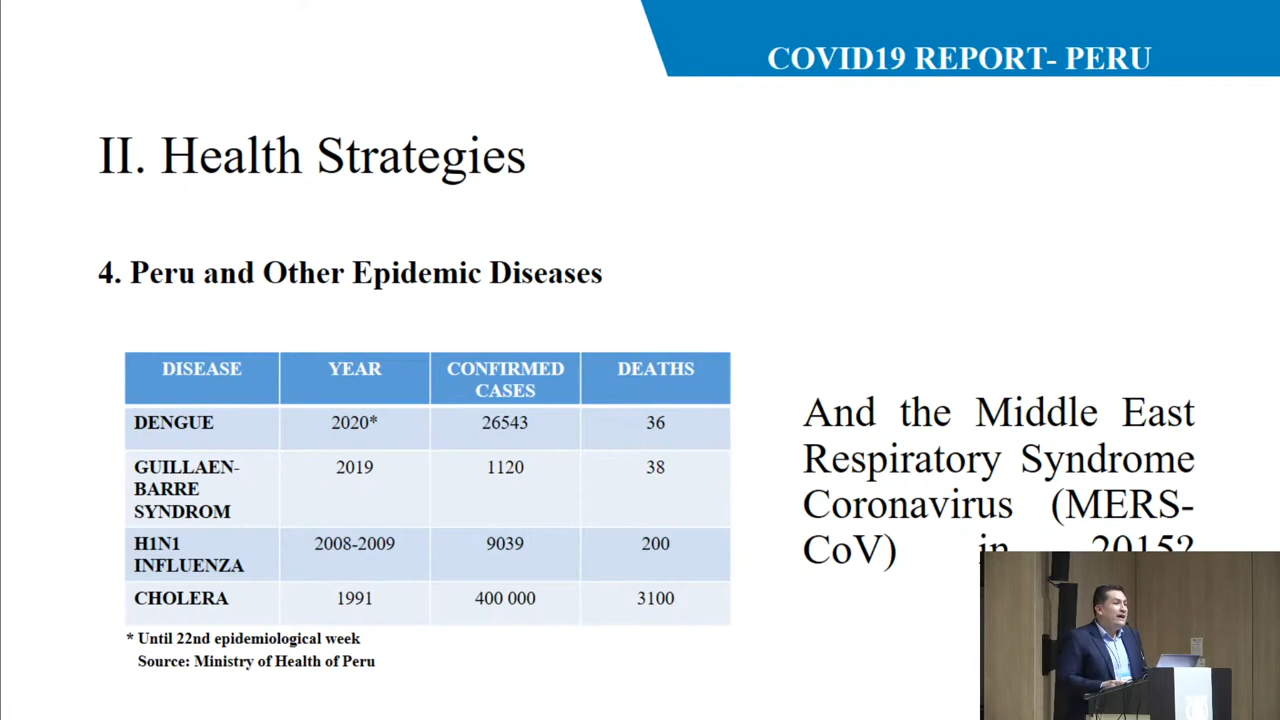 COVID19 REPORT- PERU
II. Health Strategies
4. Peru and Other Epidemic Diseases
DISEASE YEAR CONFIRMED CASES DEATHS
DENGUE 2020* 26543 36
GUILLAEN-BARRE SYNDROM 2019 1120 38
H1N1 INFLUENZA 2008-2009 9039 200
CHOLERA 1991 400 000 3100
* Until 22nd epidemiological week
Source: Ministry of Health of Peru
And the Middle East
Respiratory Syndrome
Coronavirus (MERS-
CoV) in 2015?